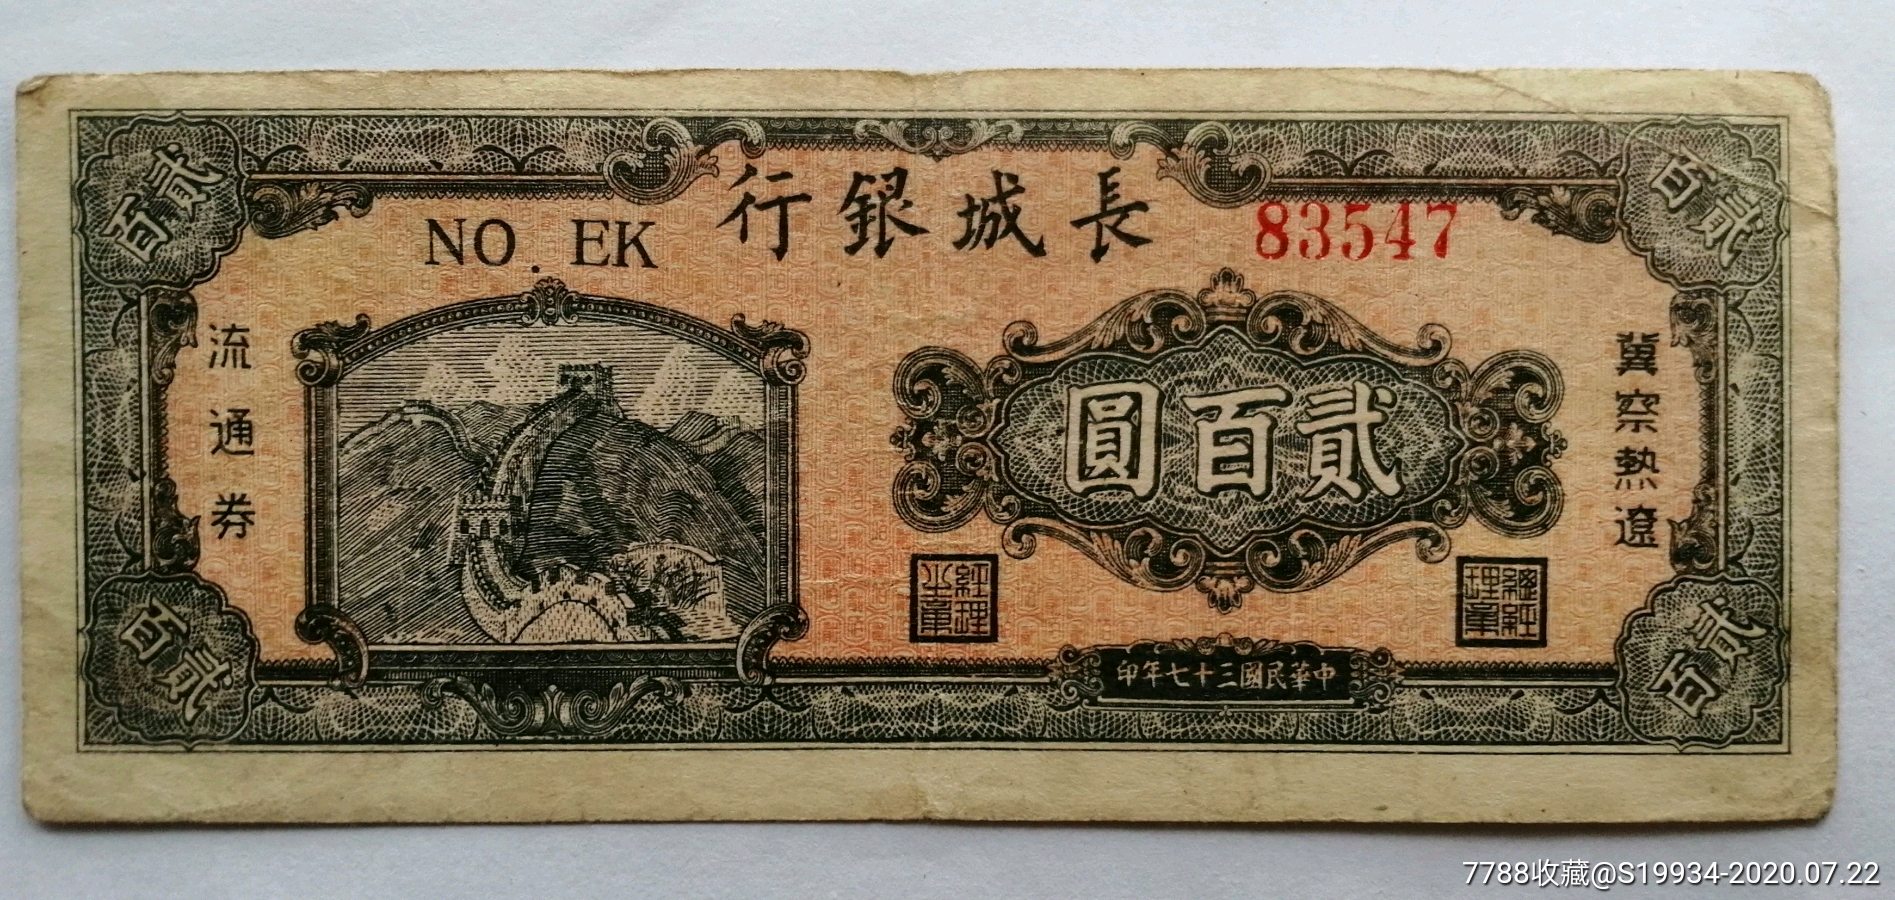 貳百
貳百
長城銀行
NO. EK
83547
冀察熱遼
流通券
貳百圓
總經理章
經理之章
中華民國三十七年印
貳百
貳百
7788收藏@S19934-2020.07.22